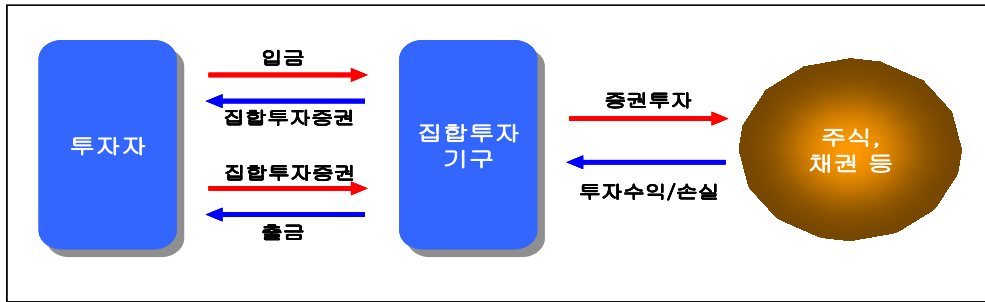 투자자
입금
집합투자증권
집합투자증권
출금
집합투자
기구
증권투자
투자수익/손실
주식,
채권 등